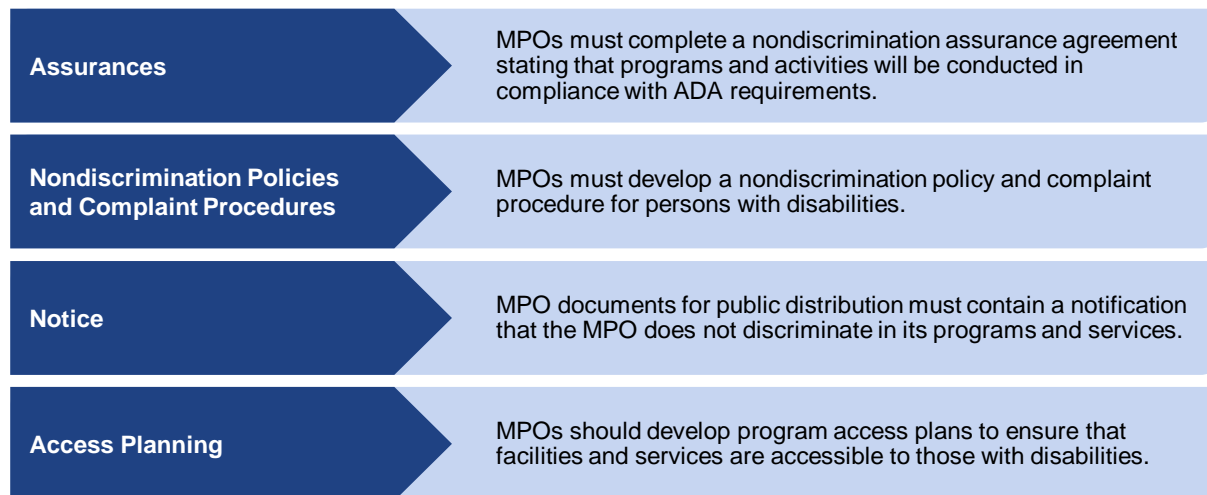 Assurances
MPOs must complete a nondiscrimination assurance agreement
stating that programs and activities will be conducted in
compliance with ADA requirements.
Nondiscrimination Policies
and Complaint Procedures
MPOs must develop a nondiscrimination policy and complaint
procedure for persons with disabilities.
Notice
MPO documents for public distribution must contain a notification
that the MPO does not discriminate in its programs and services.
Access Planning
MPOs should develop program access plans to ensure that
facilities and services are accessible to those with disabilities.